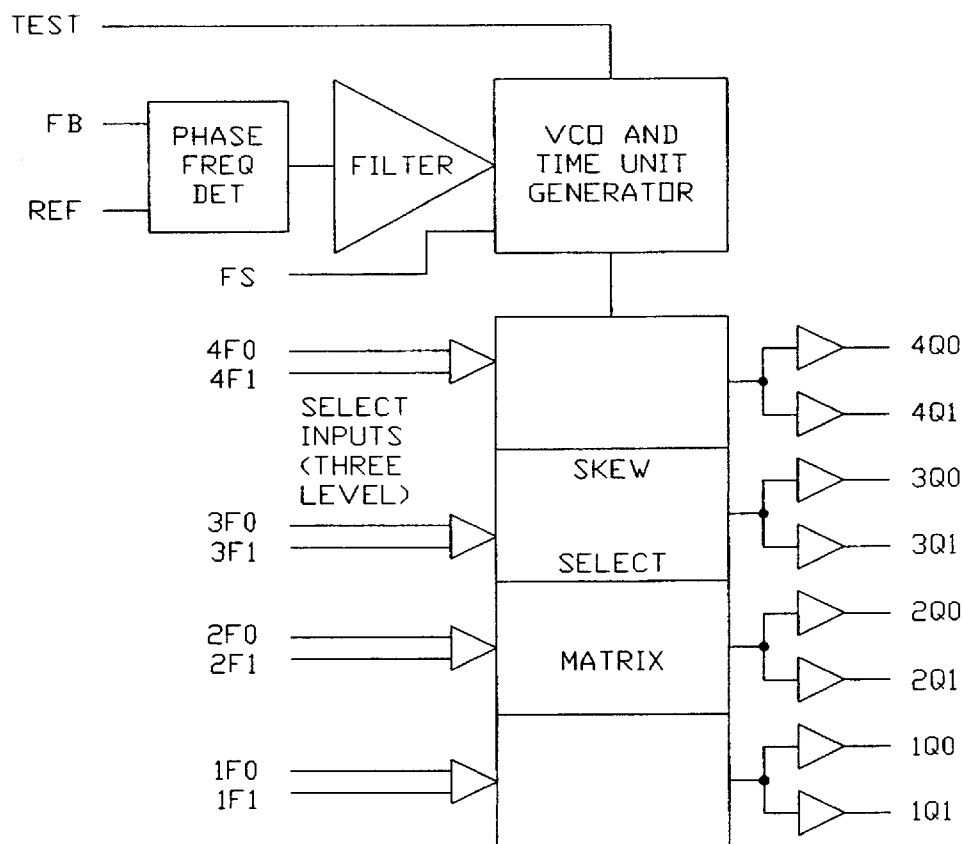 TEST
FB
REF
PHASE
FREQ
DET
FILTER
VCO AND
TIME UNIT
GENERATOR
FS
4F0
4F1
SELECT
INPUTS
(THREE
LEVEL)
3F0
3F1
2F0
2F1
1F0
1F1
SKEW
SELECT
MATRIX
4Q0
4Q1
3Q0
3Q1
2Q0
2Q1
1Q0
1Q1